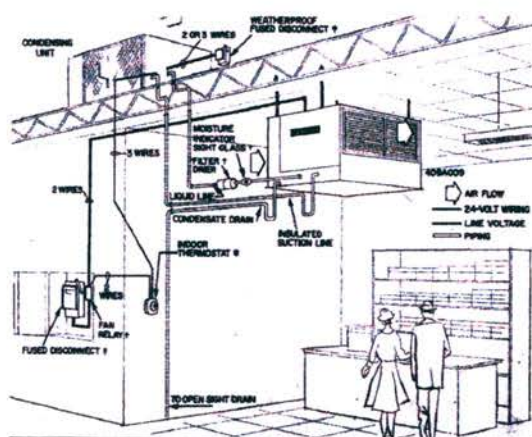 WEATHERPROOF
FUSED DISCONNECT †
2 OR 3 WIRES
CONDENSING
UNIT
MOISTURE
INDICATOR
SIGHT GLASS †
3 WIRES
FILTER †
DRIER
2 WIRES
LIQUID LINE
CONDENSATE DRAIN
INSULATED
SUCTION LINE
40BA009
AIR FLOW
24-VOLT WIRING
LINE VOLTAGE
PIPING
INDOOR
THERMOSTAT
WIRES
FAN
RELAY †
FUSED DISCONNECT †
TO OPEN SIGHT DRAIN